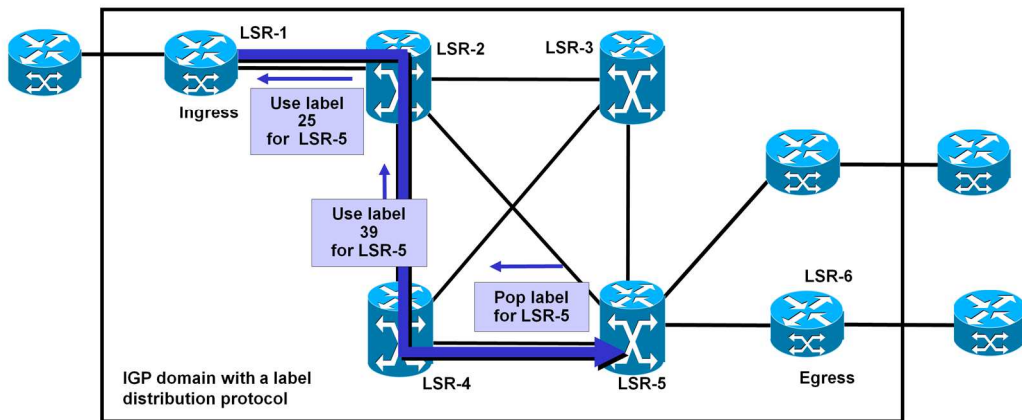 LSR-1
LSR-2
LSR-3
Ingress
Use label
25
for LSR-5
Use label
39
for LSR-5
Pop label
for LSR-5
LSR-6
LSR-4
LSR-5
Egress
IGP domain with a label
distribution protocol